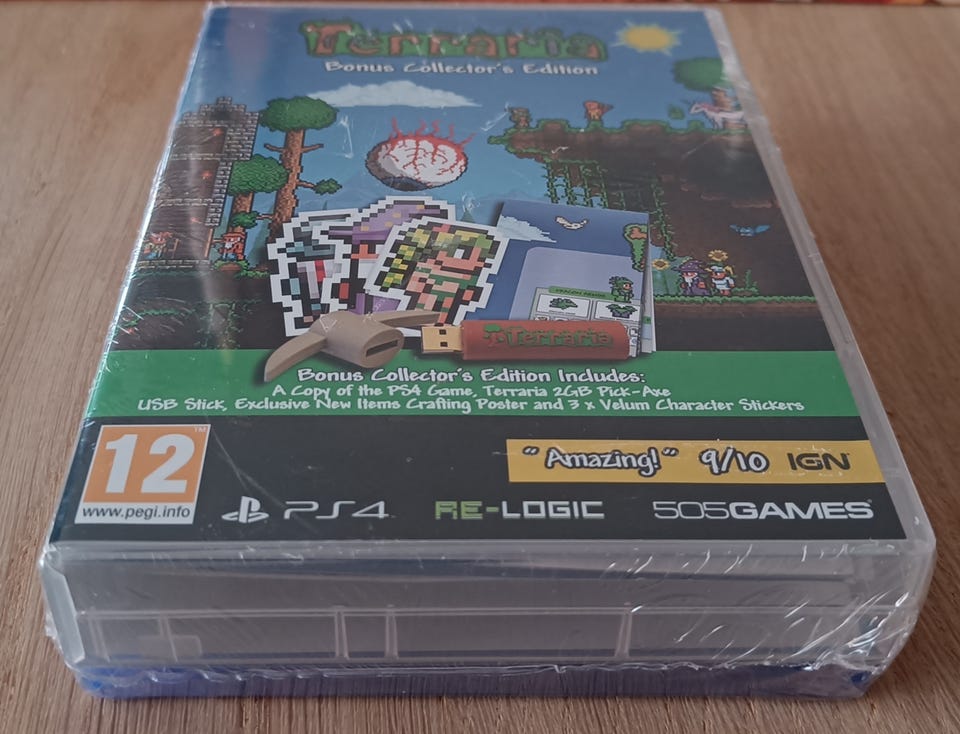 Terraria
Bonus Collector's Edition
Terraria
Bonus Collector's Edition Includes:
A Copy of the PS4 Game, Terraria 2GB Pick-Axe
USB Stick, Exclusive New Items Crafting Poster and 3 x Velum Character Stickers
12 TM
www.pegi.info
"Amazing!" 9/10 IGN
PS4
RE-LOGIC
505GAMES®